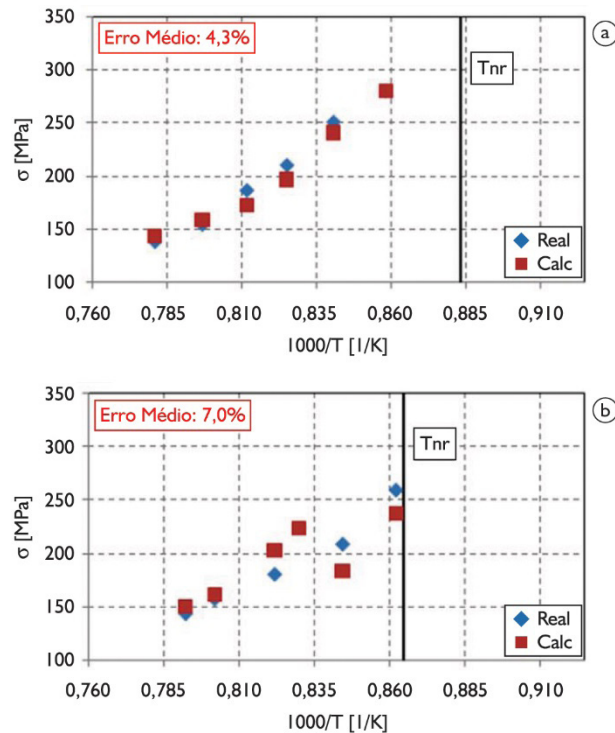 350
Erro Médio: 4,3%
a
300
Tnr
250
σ [MPa]
200
150
Real
Calc
100
0,760 0,785 0,810 0,835 0,860 0,885 0,910
1000/T [1/K]
350
Erro Médio: 7,0%
b
300
Tnr
250
σ [MPa]
200
150
Real
Calc
100
0,760 0,785 0,810 0,835 0,860 0,885 0,910
1000/T [1/K]